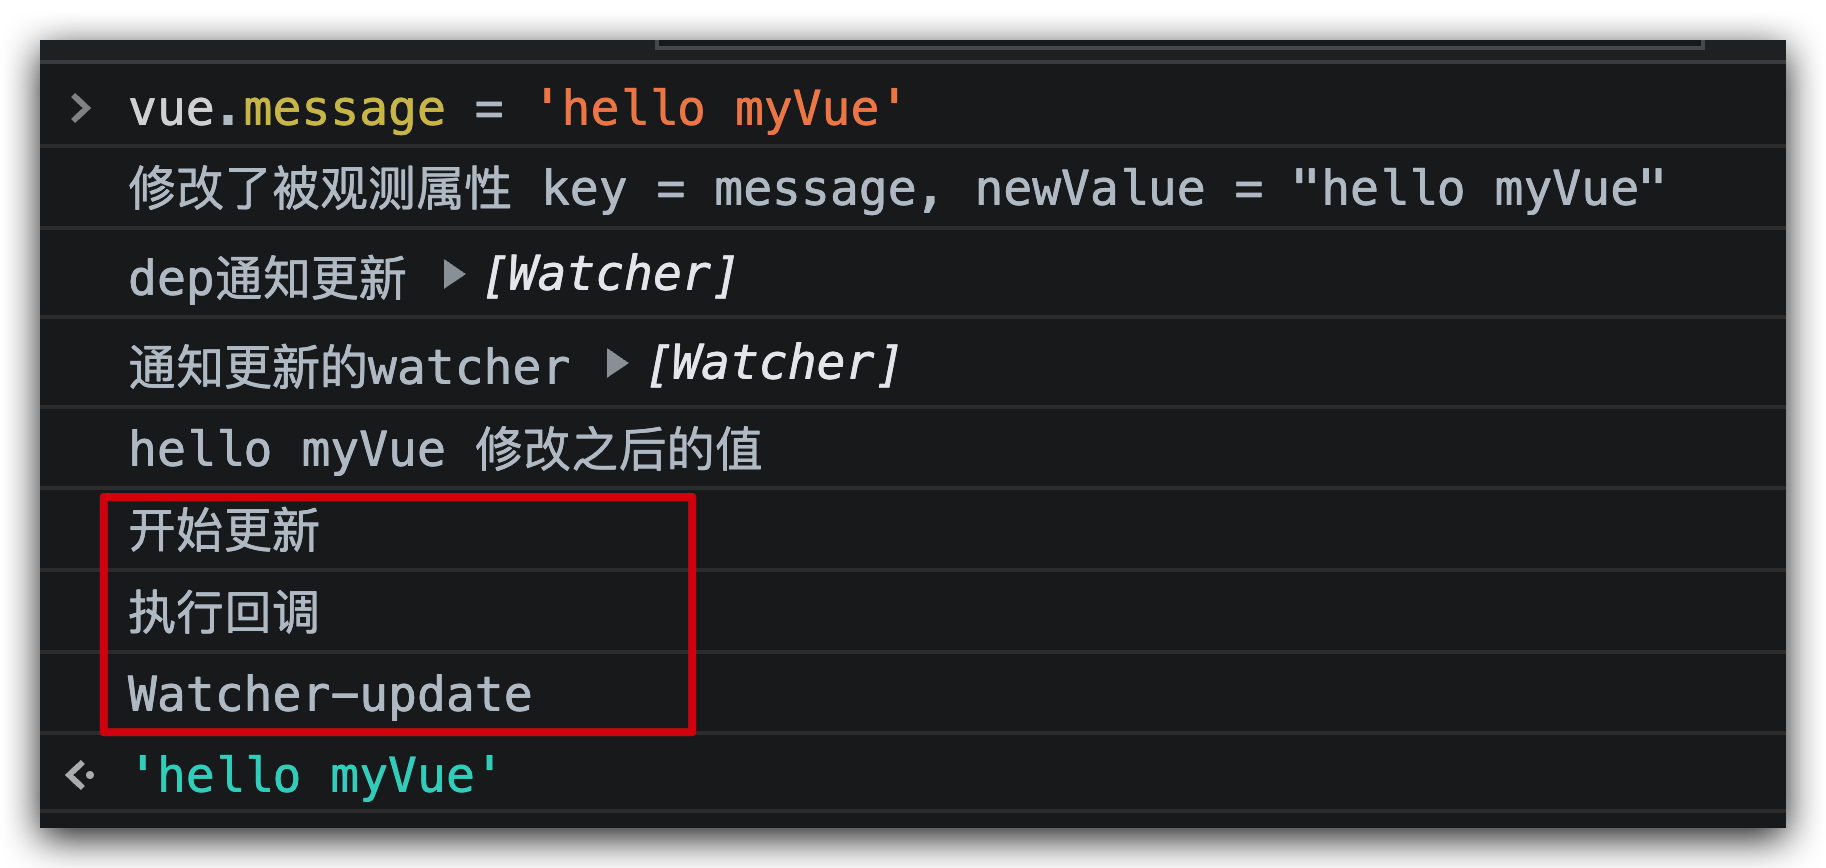 vue.message = 'hello myVue'
修改了被观测属性 key = message, newValue = "hello myVue"
dep通知更新 [Watcher]
通知更新的watcher [Watcher]
hello myVue 修改之后的值
开始更新
执行回调
Watcher-update
'hello myVue'